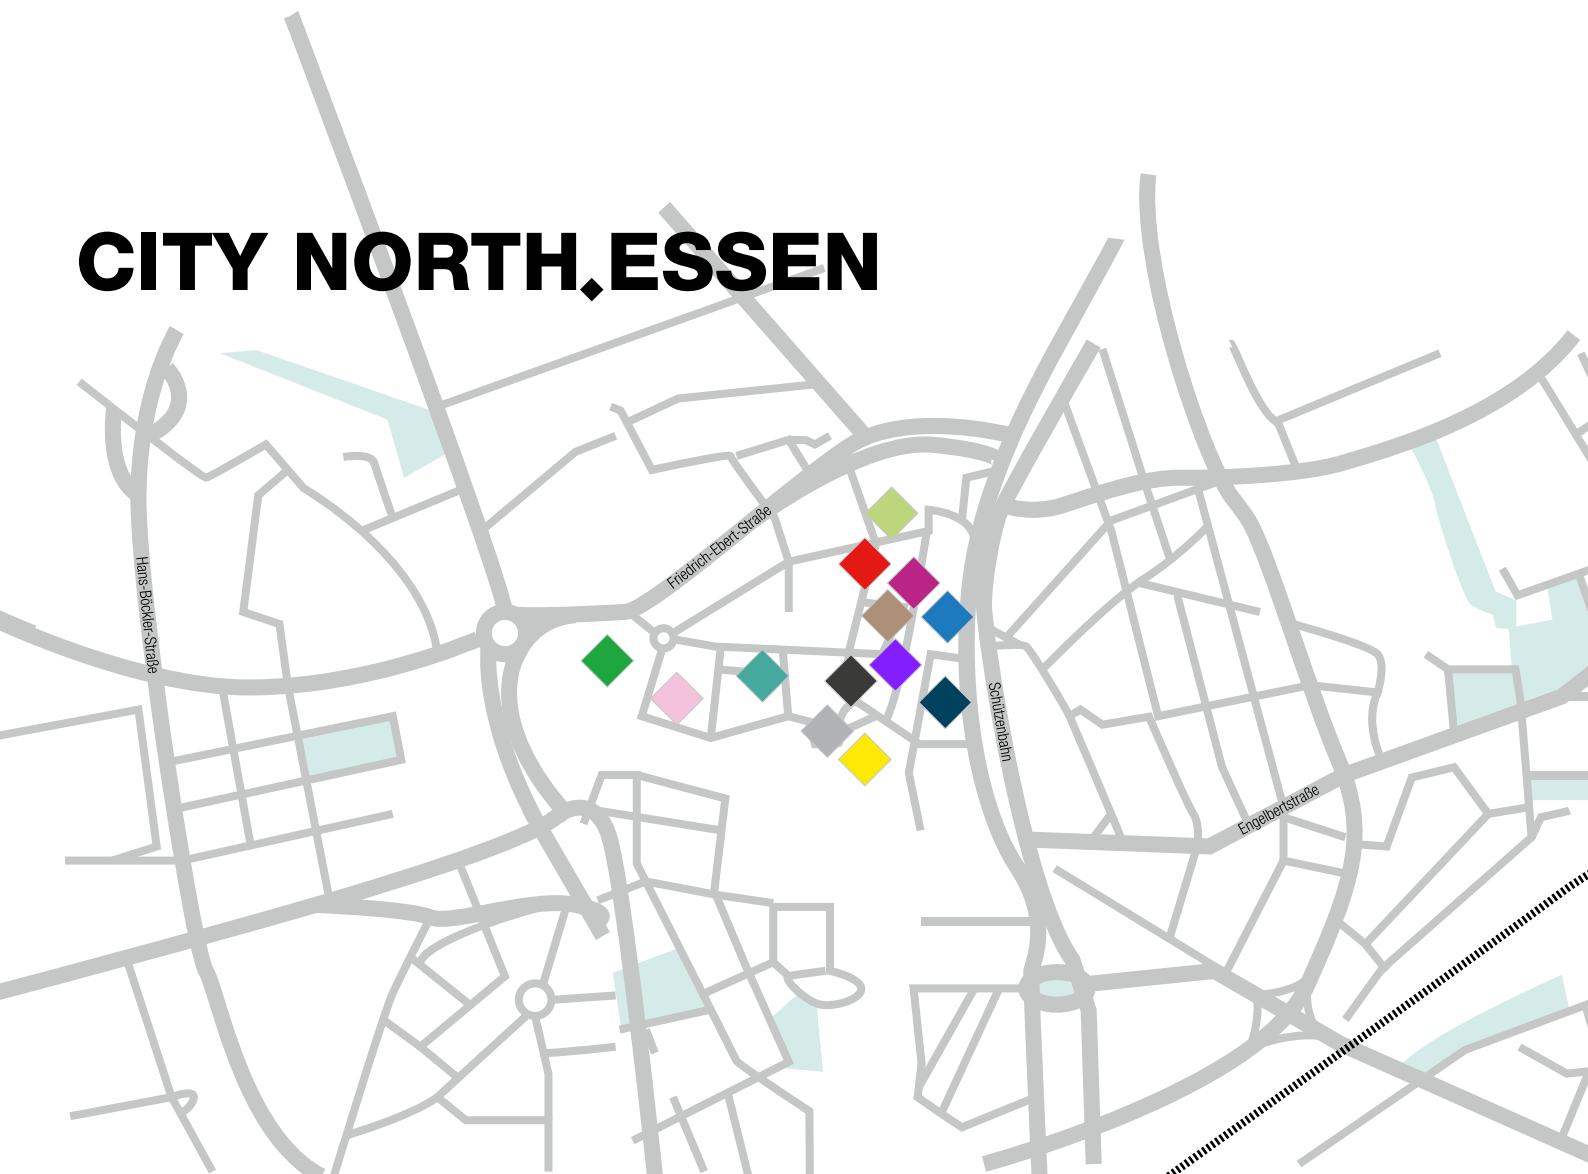 CITY NORTH◆ESSEN
Friedrich-Ebert-Straße
Hans-Böckler-Straße
Schützenbahn
Engelbertstraße